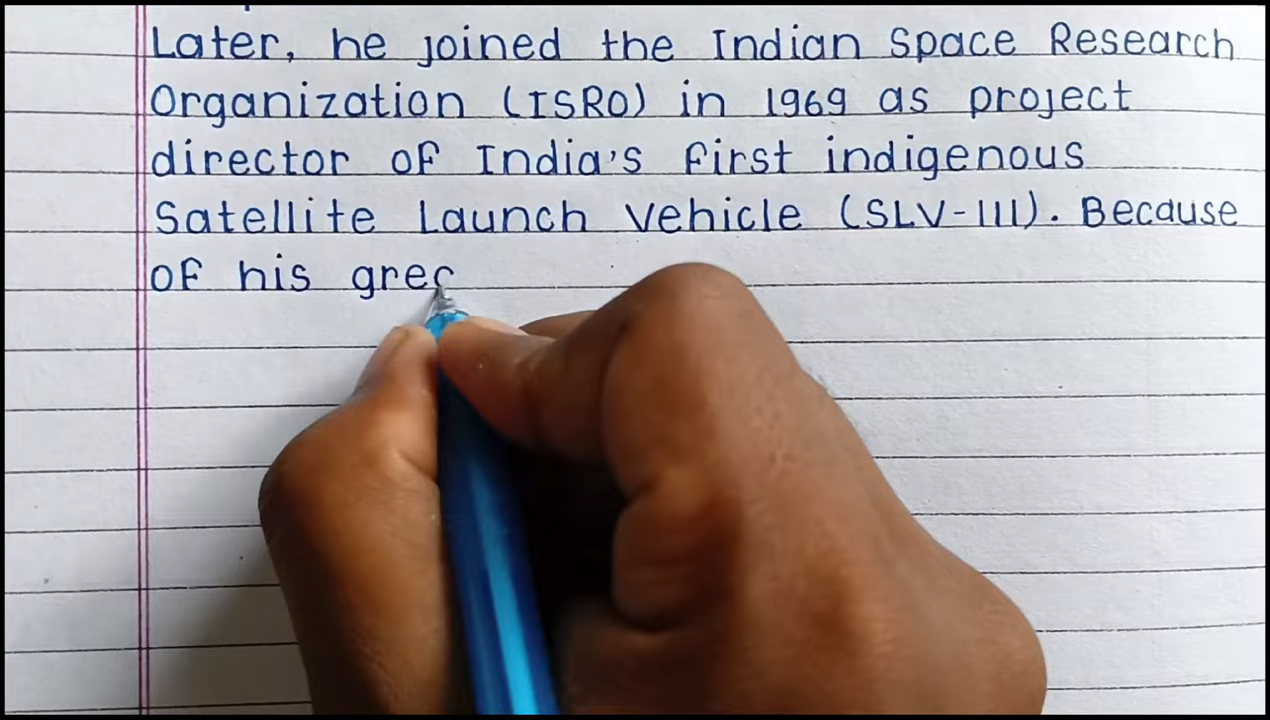 Later, he joined the Indian Space Research
Organization (ISRO) in 1969 as project
director of India's first indigenous
Satellite Launch Vehicle (SLV-III). Because
of his